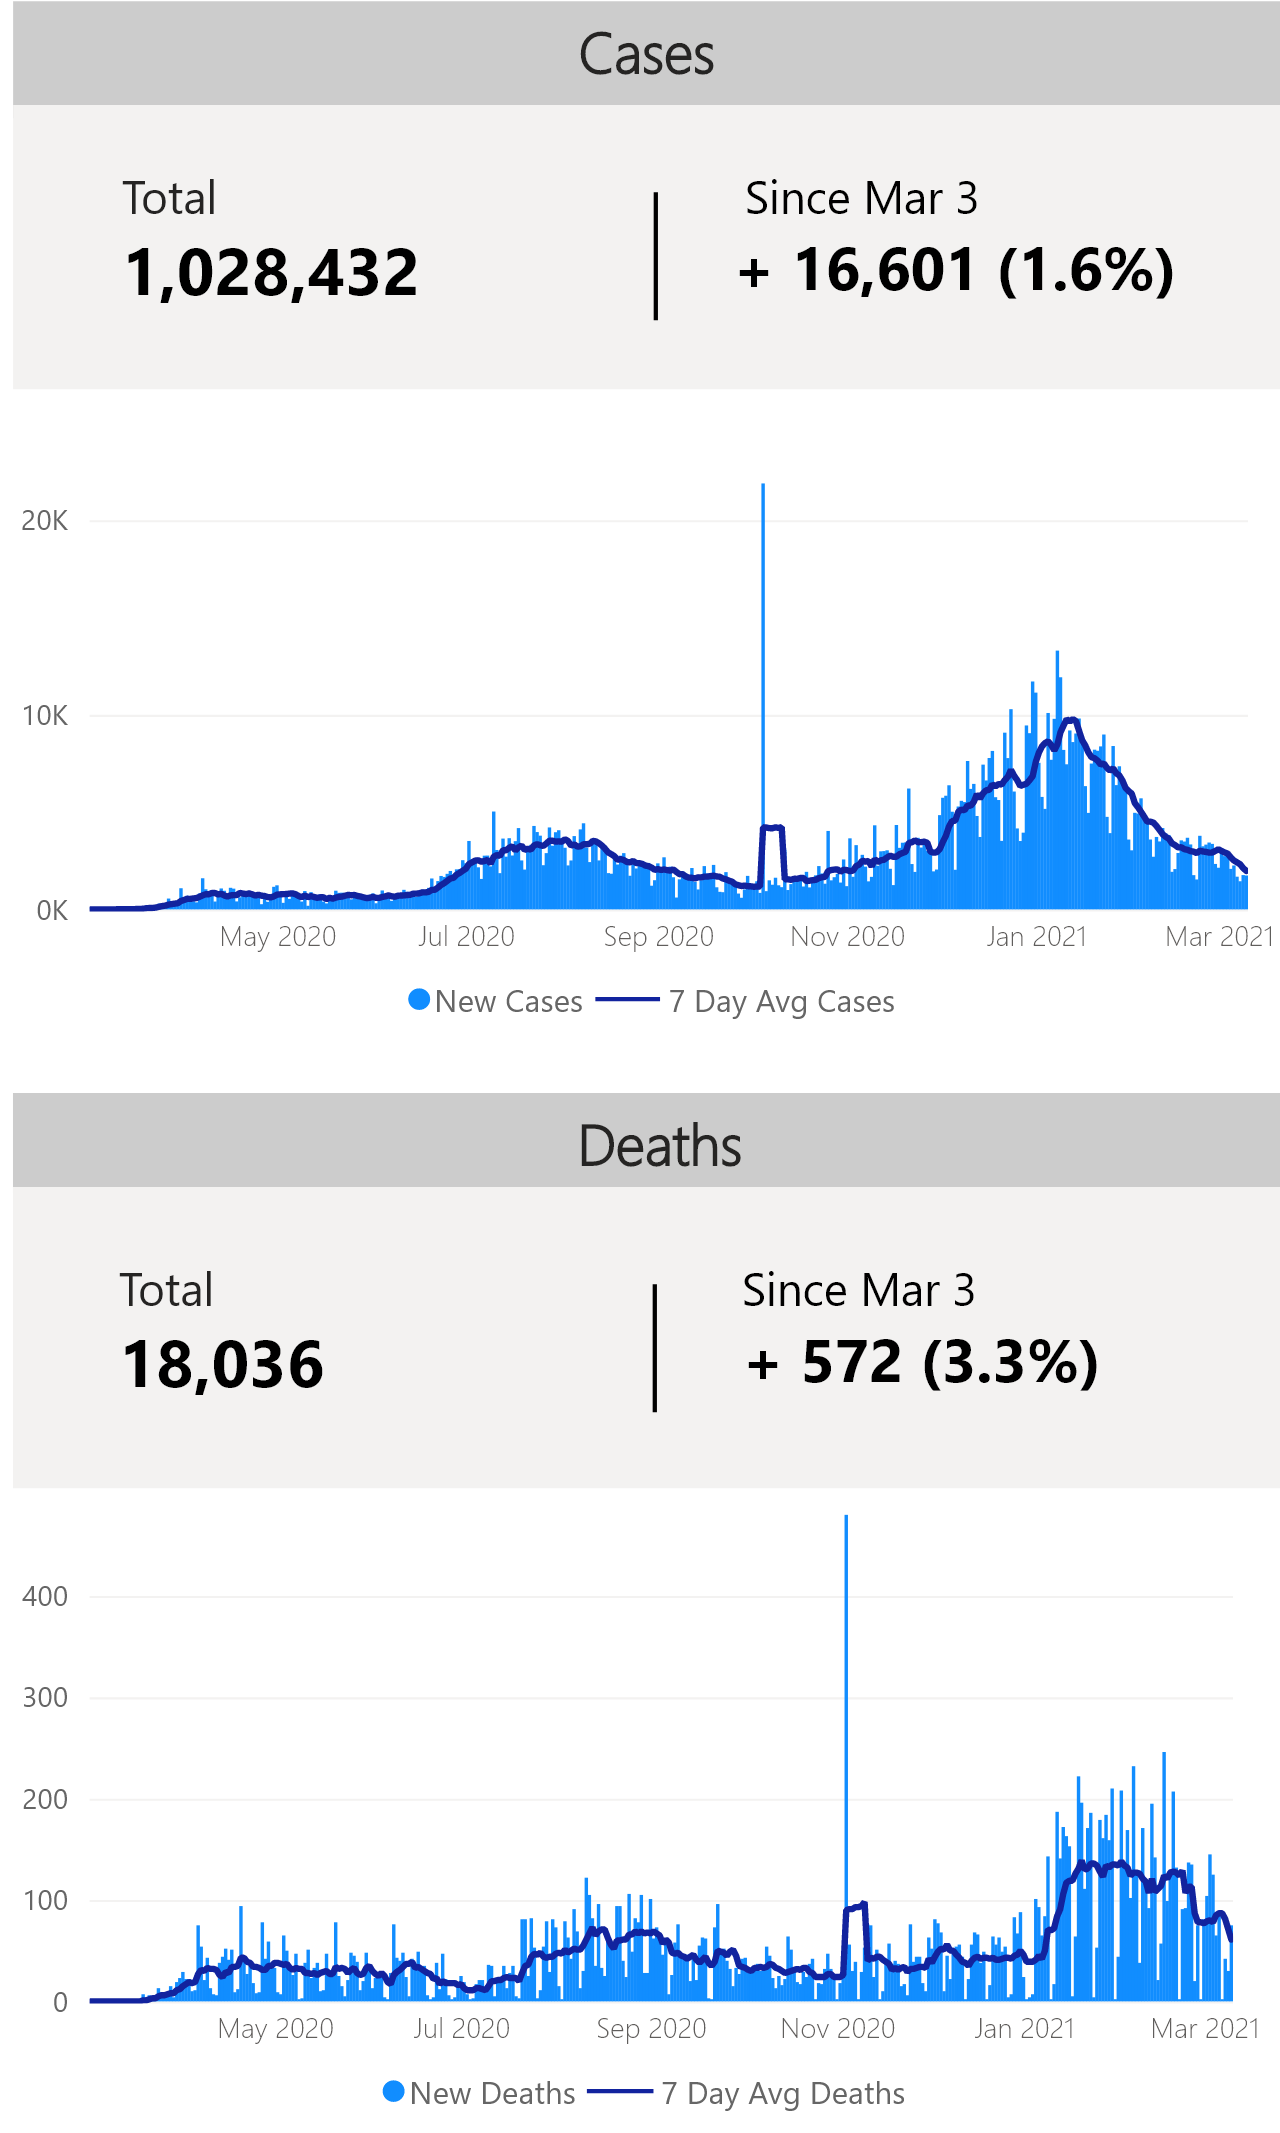 Cases
Total
Since Mar 3
1,028,432
+ 16,601 (1.6%)
20K
10K
0K
May 2020
Jul 2020
Sep 2020
Nov 2020
Jan 2021
Mar 2021
New Cases
7 Day Avg Cases
Deaths
Total
Since Mar 3
18,036
+ 572 (3.3%)
400
300
200
100
0
May 2020
Jul 2020
Sep 2020
Nov 2020
Jan 2021
Mar 2021
New Deaths
7 Day Avg Deaths